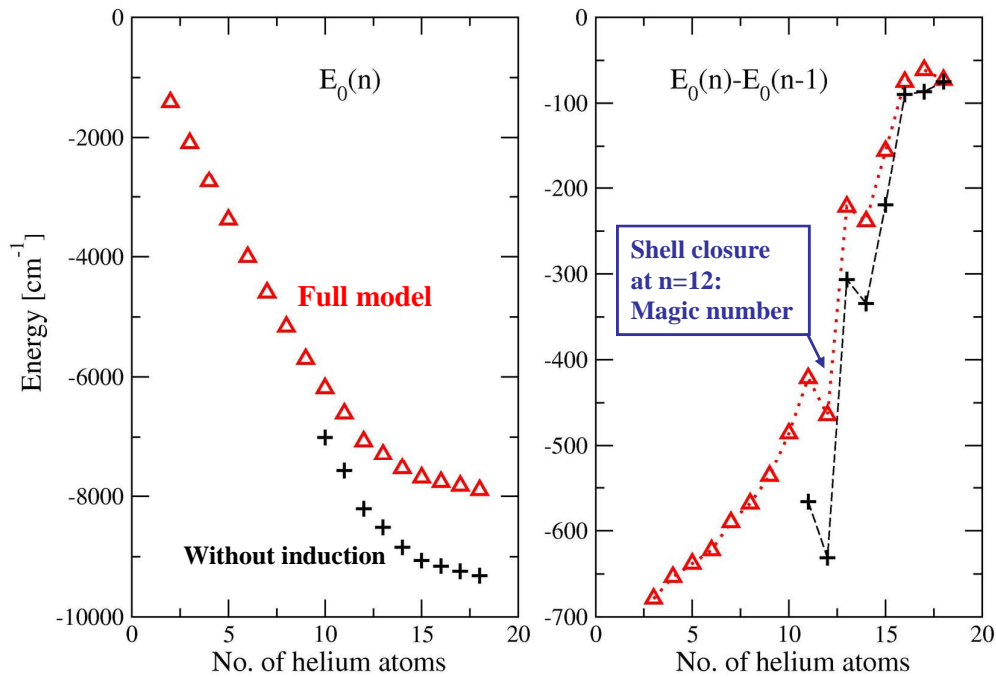 E₀(n)
Energy [cm⁻¹]
0
-2000
-4000
-6000
-8000
-10000
Full model
Without induction
0
5
10
15
20
No. of helium atoms
E₀(n)-E₀(n-1)
0
-100
-200
-300
-400
-500
-600
-700
Shell closure
at n=12:
Magic number
0
5
10
15
20
No. of helium atoms